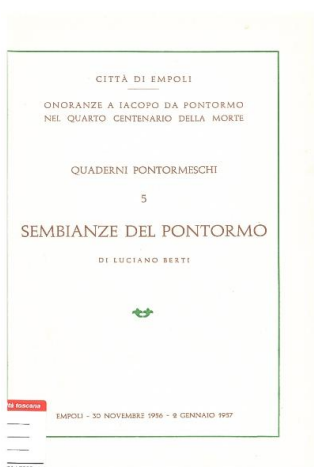 CITTÀ DI EMPOLI
ONORANZE A IACOPO DA PONTORMO
NEL QUARTO CENTENARIO DELLA MORTE
QUADERNI PONTORMESCHI
5
SEMBIANZE DEL PONTORMO
DI LUCIANO BERTI
tà toscana
EMPOLI - 30 NOVEMBRE 1956 - 2 GENNAIO 1957